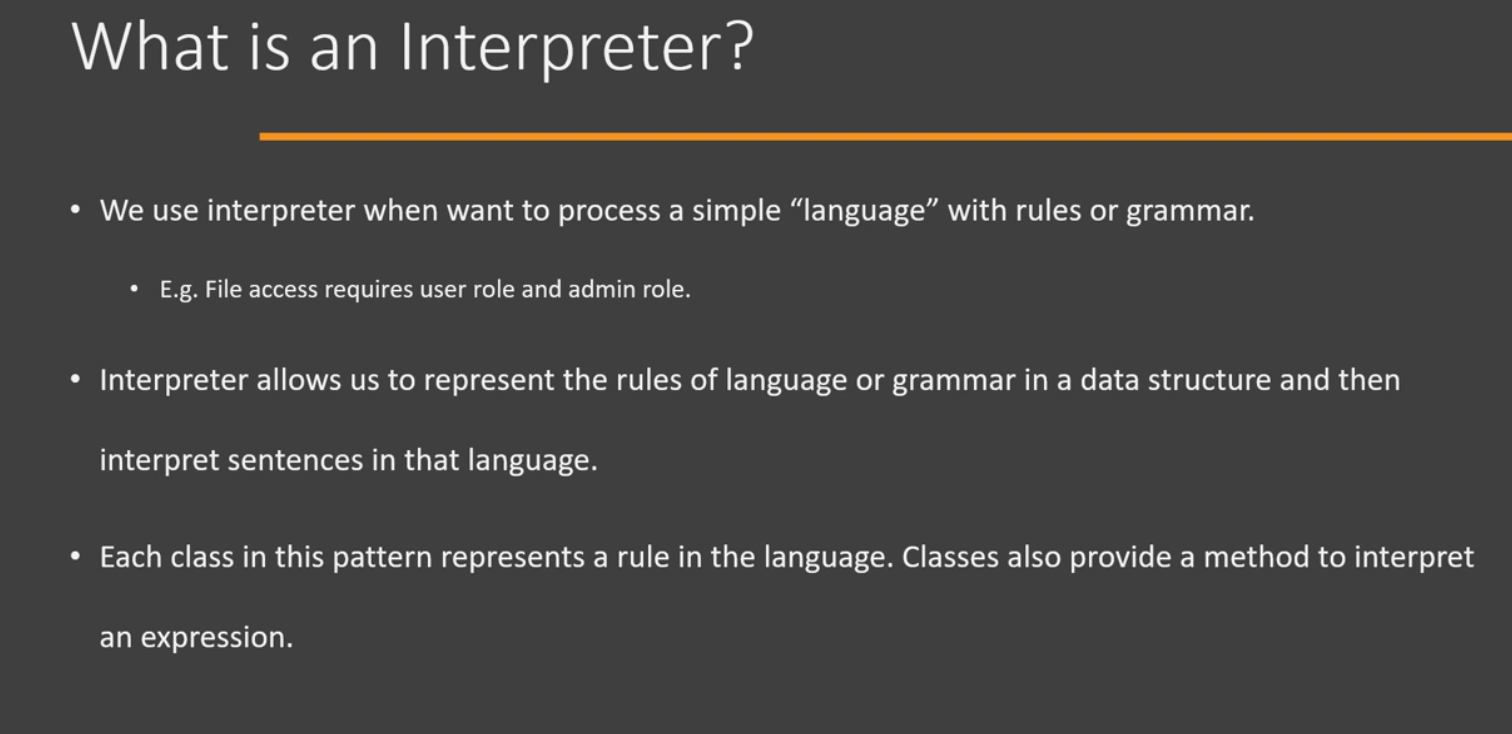 What is an Interpreter?
• We use interpreter when want to process a simple “language” with rules or grammar.
• E.g. File access requires user role and admin role.
• Interpreter allows us to represent the rules of language or grammar in a data structure and then
interpret sentences in that language.
• Each class in this pattern represents a rule in the language. Classes also provide a method to interpret
an expression.